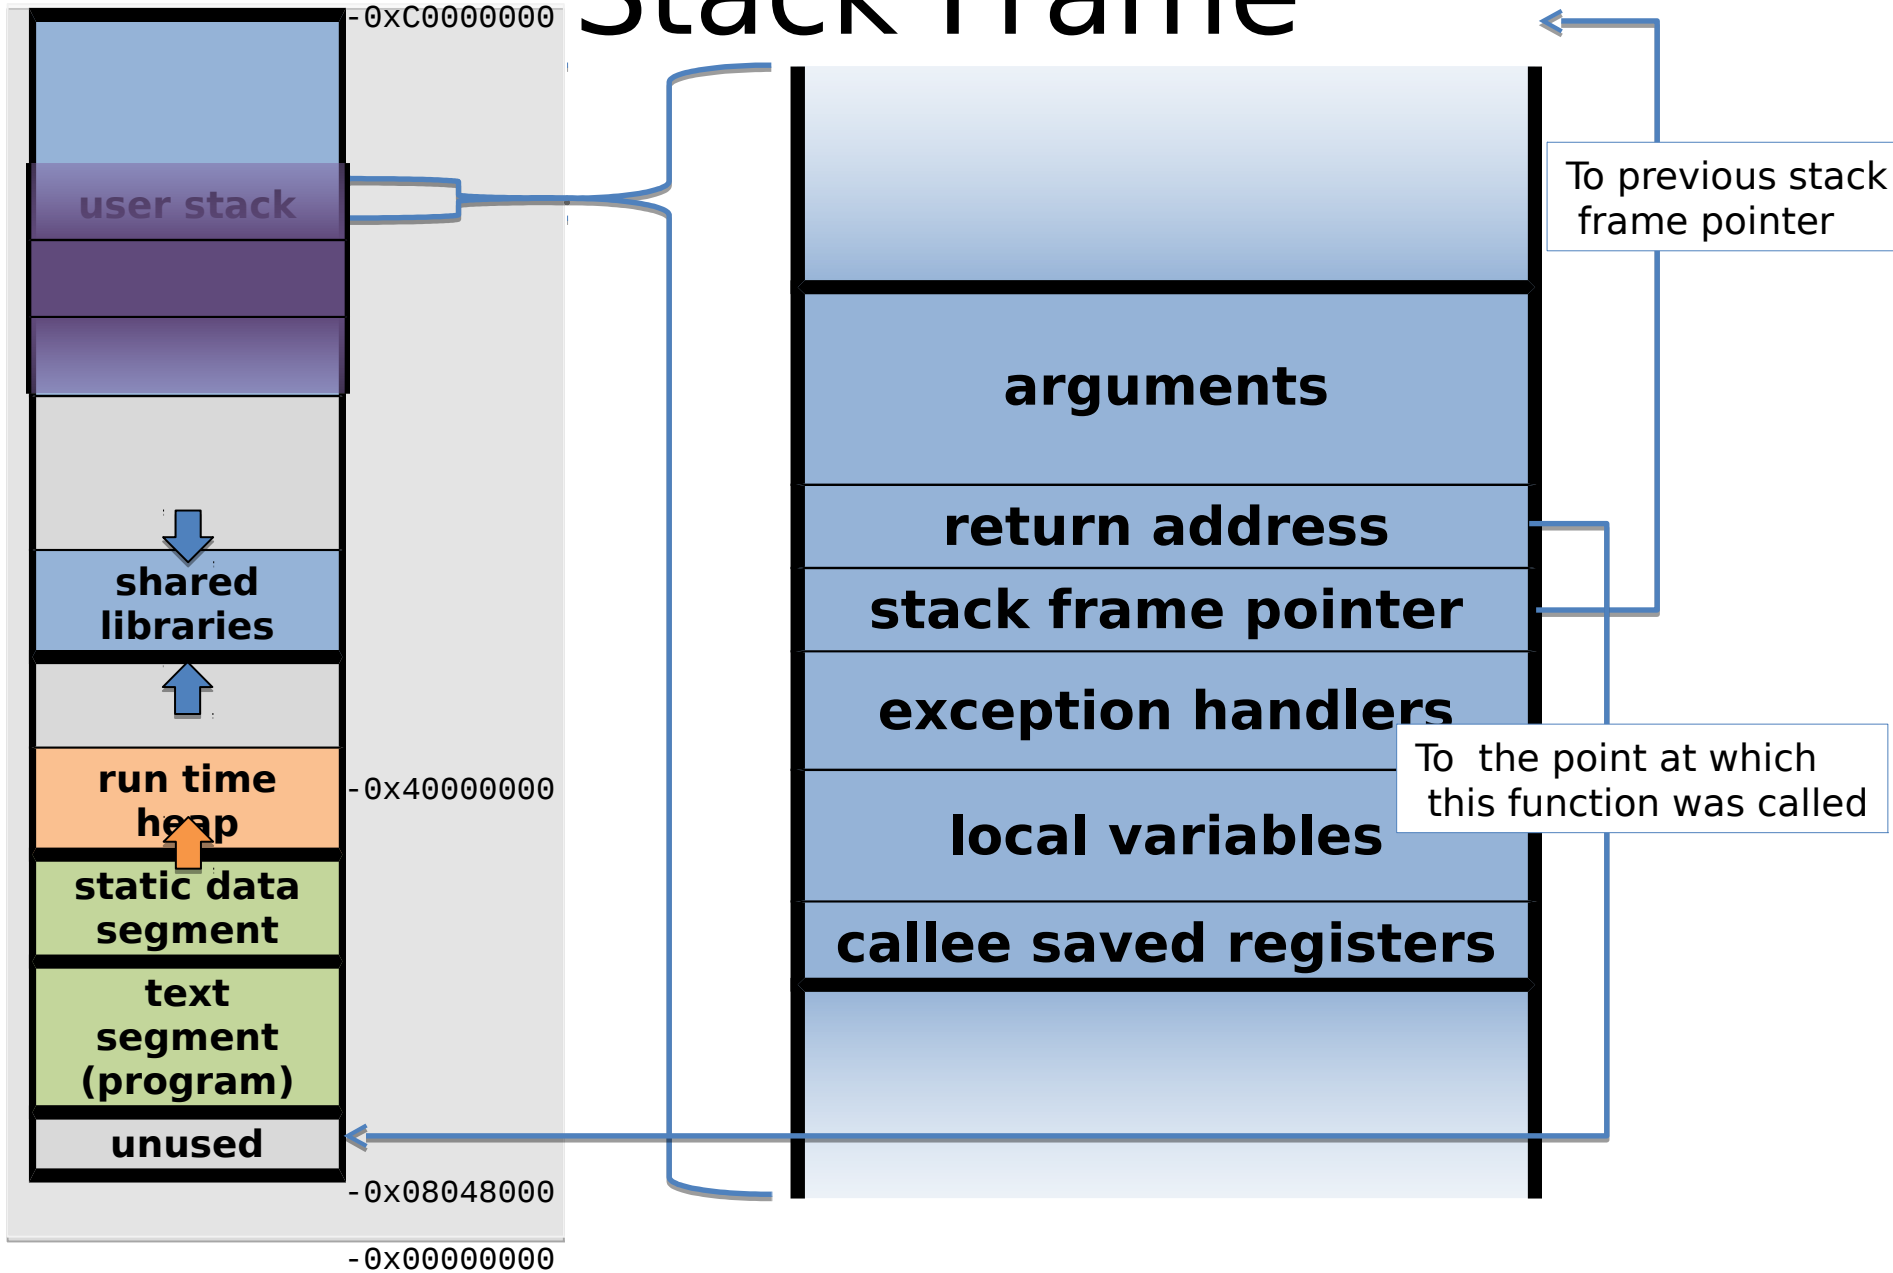 -0xC0000000
Stack Frame
user stack
shared
libraries
run time
heap
-0x40000000
static data
segment
text
segment
(program)
unused
-0x08048000
-0x00000000
arguments
return address
stack frame pointer
exception handlers
local variables
callee saved registers
To previous stack
frame pointer
To  the point at which
this function was called